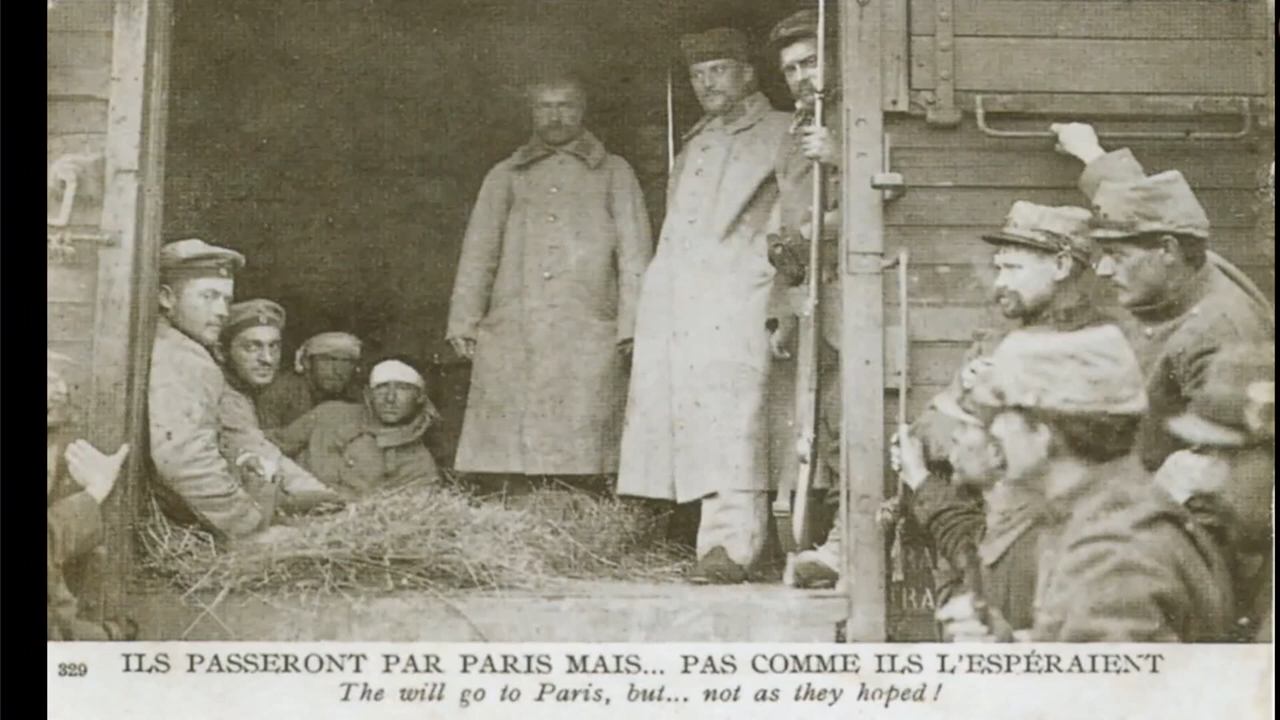 RA
329 ILS PASSERONT PAR PARIS MAIS... PAS COMME ILS L'ESPÉRAIENT
The will go to Paris, but... not as they hoped!